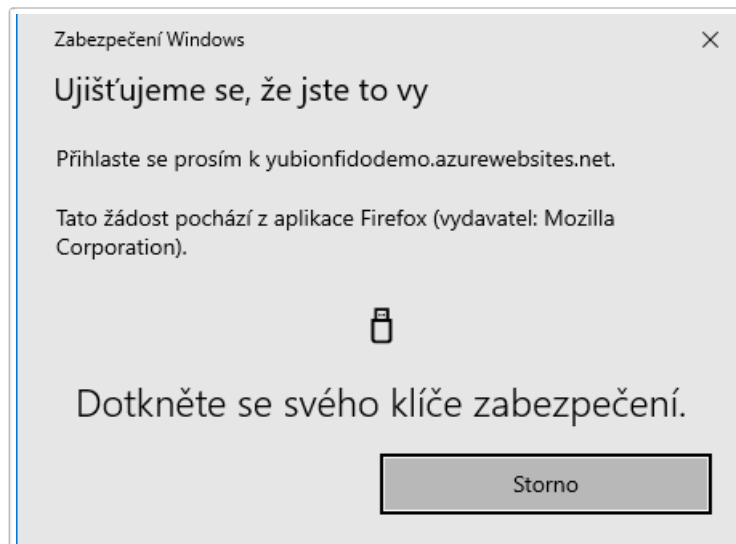 Zabezpečení Windows
Ujišťujeme se, že jste to vy
Přihlaste se prosím k yubionfidodemo.azurewebsites.net.
Tato žádost pochází z aplikace Firefox (vydavatel: Mozilla
Corporation).
Dotkněte se svého klíče zabezpečení.
Storno